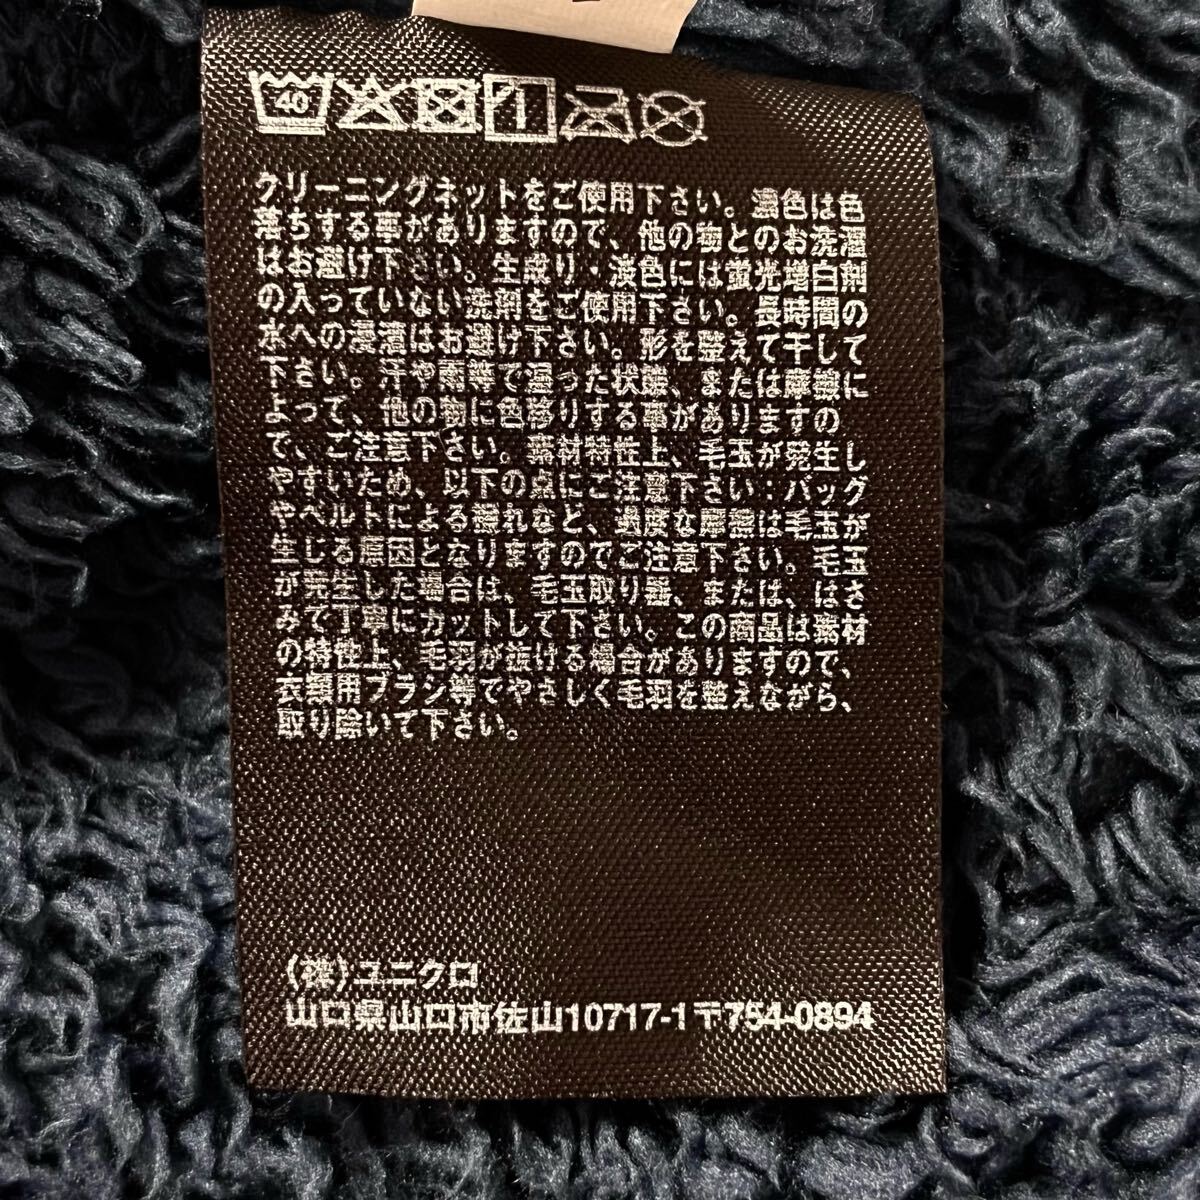 40
クリーニングネットをご使用下さい。濃色は色
落ちする事がありますので、他の物とのお洗濯
はお避け下さい。生成り・淡色には蛍光増白剤
の入っていない洗剤をご使用下さい。長時間の
水への浸漬はお避け下さい。形を整えて干して
下さい。汗や雨等で湿った状態、または摩擦に
よって、他の物に色移りする事がありますの
で、ご注意下さい。素材特性上、毛玉が発生し
やすいため、以下の点にご注意下さい：バッグ
やベルトによる擦れなど、過度な摩擦は毛玉が
生じる原因となりますのでご注意下さい。毛玉
が発生した場合は、毛玉取り器、または、はさ
みで丁寧にカットして下さい。この商品は素材
の特性上、毛羽が抜ける場合がありますので、
衣類用ブラシ等でやさしく毛羽を整えながら、
取り除いて下さい。
(株)ユニクロ
山口県山口市佐山10717-1〒754-0894